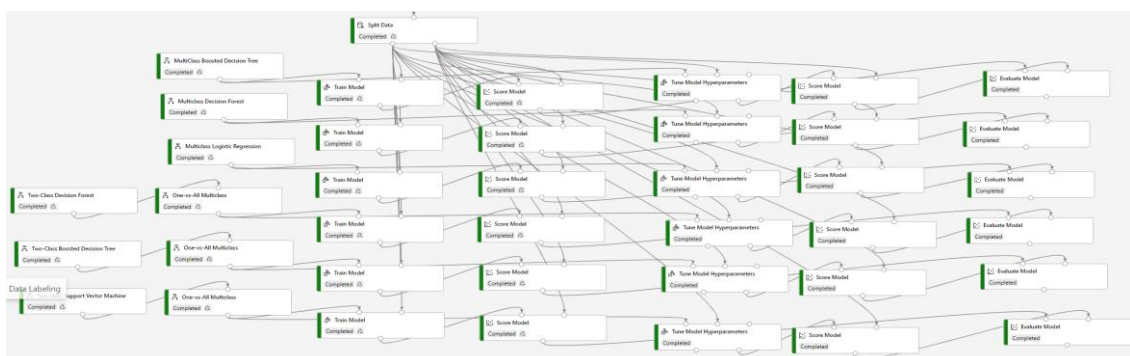 Split Data
Completed
MultiClass Boosted Decision Tree
Completed
Train Model
Completed
Score Model
Completed
Tune Model Hyperparameters
Completed
Score Model
Completed
Evaluate Model
Completed
Multiclass Decision Forest
Completed
Train Model
Completed
Score Model
Completed
Tune Model Hyperparameters
Completed
Score Model
Completed
Evaluate Model
Completed
Multiclass Logistic Regression
Completed
Train Model
Completed
Score Model
Completed
Tune Model Hyperparameters
Completed
Score Model
Completed
Evaluate Model
Completed
Two-Class Decision Forest
Completed
One-vs-All Multiclass
Completed
Train Model
Completed
Score Model
Completed
Tune Model Hyperparameters
Completed
Score Model
Completed
Evaluate Model
Completed
Two-Class Boosted Decision Tree
Completed
One-vs-All Multiclass
Completed
Train Model
Completed
Score Model
Completed
Tune Model Hyperparameters
Completed
Score Model
Completed
Evaluate Model
Completed
Data Labeling
Support Vector Machine
Completed
One-vs-All Multiclass
Completed
Train Model
Completed
Score Model
Completed
Tune Model Hyperparameters
Completed
Score Model
Completed
Evaluate Model
Completed